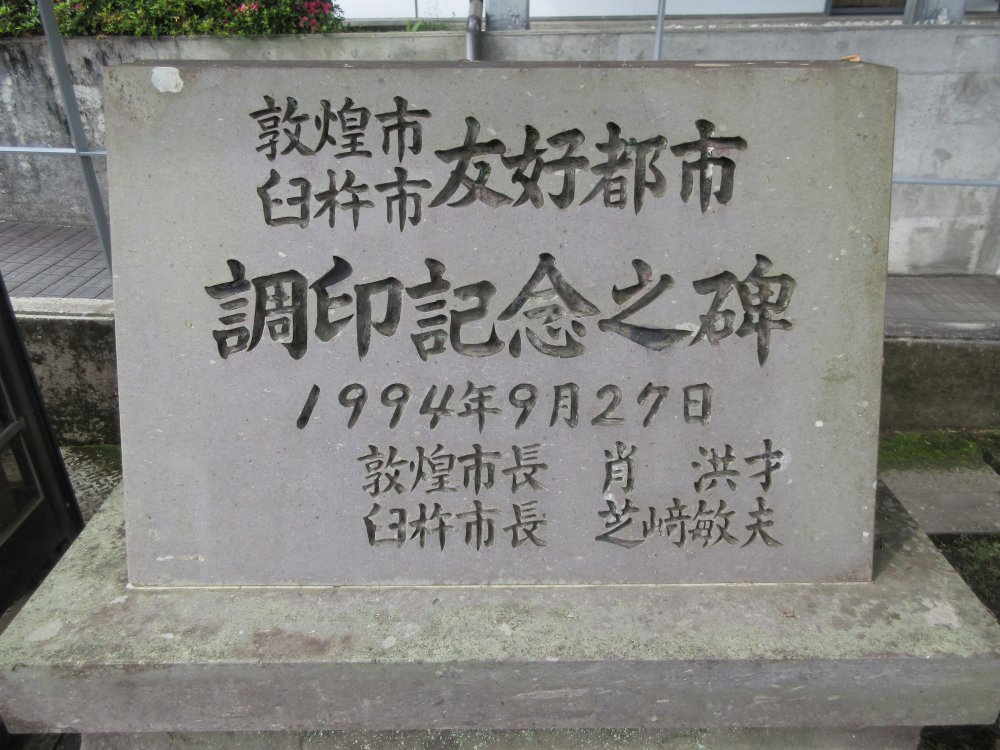 敦煌市
臼杵市
友好都市
調印記念之碑
1994年9月27日
敦煌市長 肖 洪才
臼杵市長 芝﨑敏夫